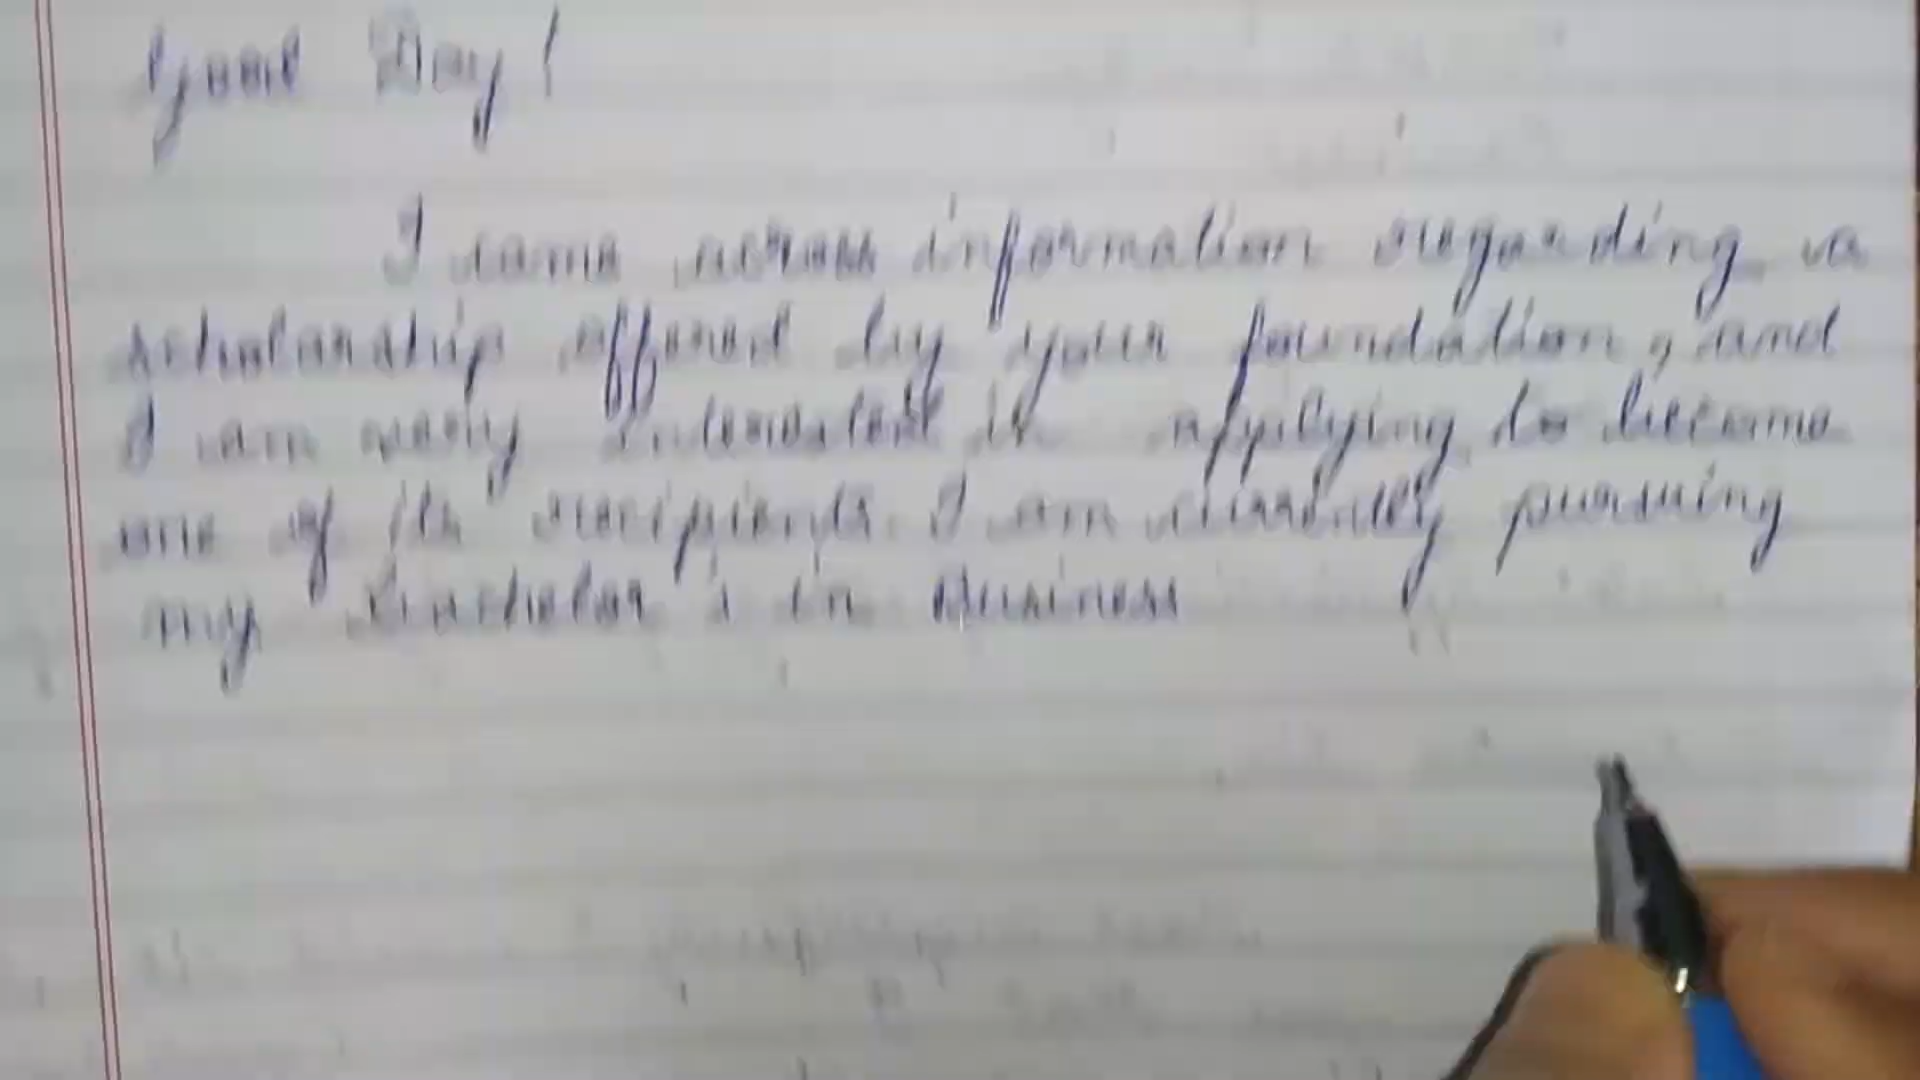 Good Day!
I came across information regarding a
scholarship offered by your foundation, and
I am very interested in applying to become
one of its recipients. I am currently pursuing
my Bachelor's in Business